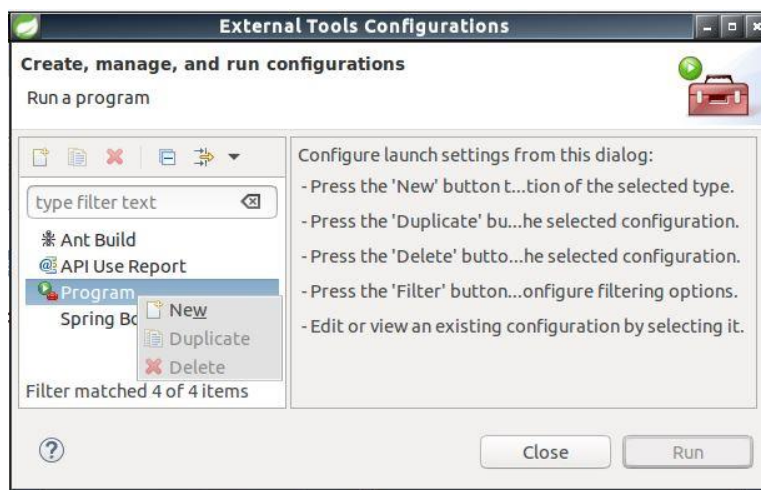 External Tools Configurations
Create, manage, and run configurations
Run a program
type filter text
Ant Build
API Use Report
Program
Spring Bo
New
Duplicate
Delete
Filter matched 4 of 4 items
Configure launch settings from this dialog:
- Press the 'New' button t...tion of the selected type.
- Press the 'Duplicate' bu...he selected configuration.
- Press the 'Delete' butto...he selected configuration.
- Press the 'Filter' button...onfigure filtering options.
- Edit or view an existing configuration by selecting it.
Close
Run